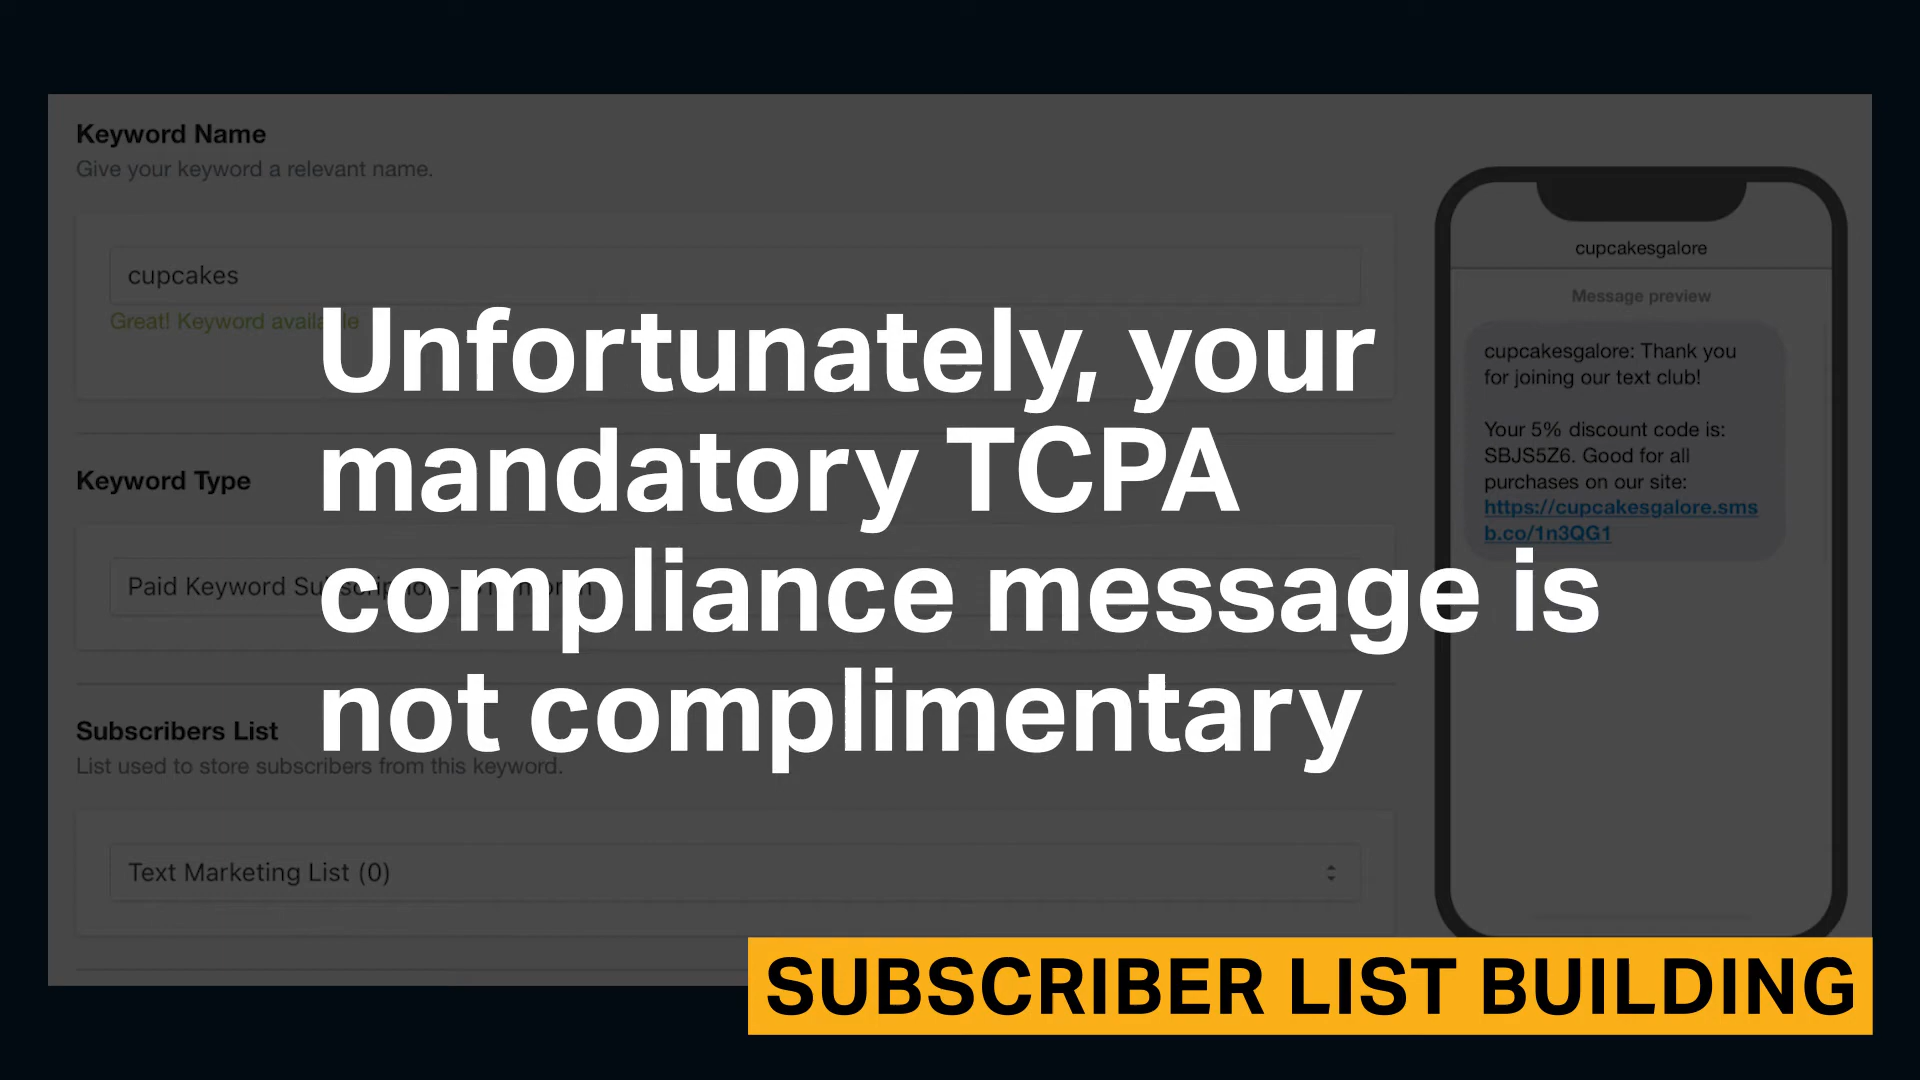 Keyword Name
Give your keyword a relevant name.
cupcakes
Great! Keyword available
Unfortunately, your
mandatory TCPA
compliance message is
not complimentary
Keyword Type
Paid Keyword
Subscribers List
List used to store subscribers from this keyword.
Text Marketing List (0)
cupcakesgalore
Message preview
cupcakesgalore: Thank you
for joining our text club!
Your 5% discount code is:
SBJS5Z6. Good for all
purchases on our site:
https://cupcakesgalore.sms
b.co/1n3QG1
SUBSCRIBER LIST BUILDING